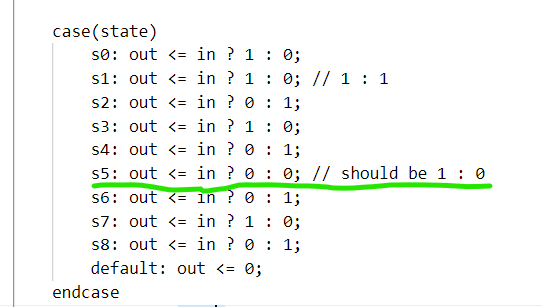 case(state)
s0: out <= in ? 1 : 0;
s1: out <= in ? 1 : 0; // 1 : 1
s2: out <= in ? 0 : 1;
s3: out <= in ? 1 : 0;
s4: out <= in ? 0 : 1;
s5: out <= in ? 0 : 0; // should be 1 : 0
s6: out <= in ? 0 : 1;
s7: out <= in ? 1 : 0;
s8: out <= in ? 0 : 1;
default: out <= 0;
endcase